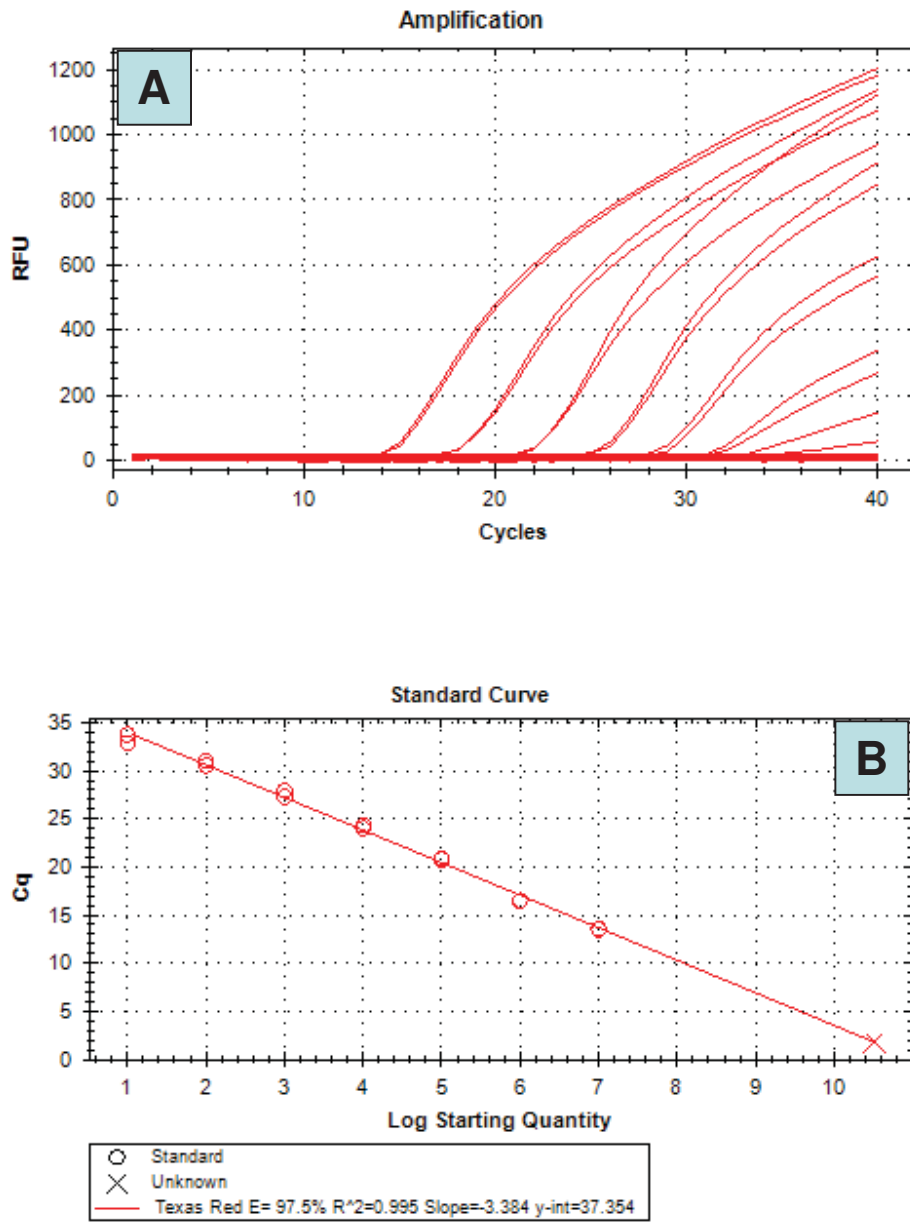 Amplification
A
1200
1000
800
600
400
200
0
RFU
0 10 20 30 40
Cycles
Standard Curve
B
35
30
25
20
15
10
5
0
Cq
1 2 3 4 5 6 7 8 9 10
Log Starting Quantity
Standard
Unknown
Texas Red E= 97.5% R^2=0.995 Slope=-3.384 y-int=37.354